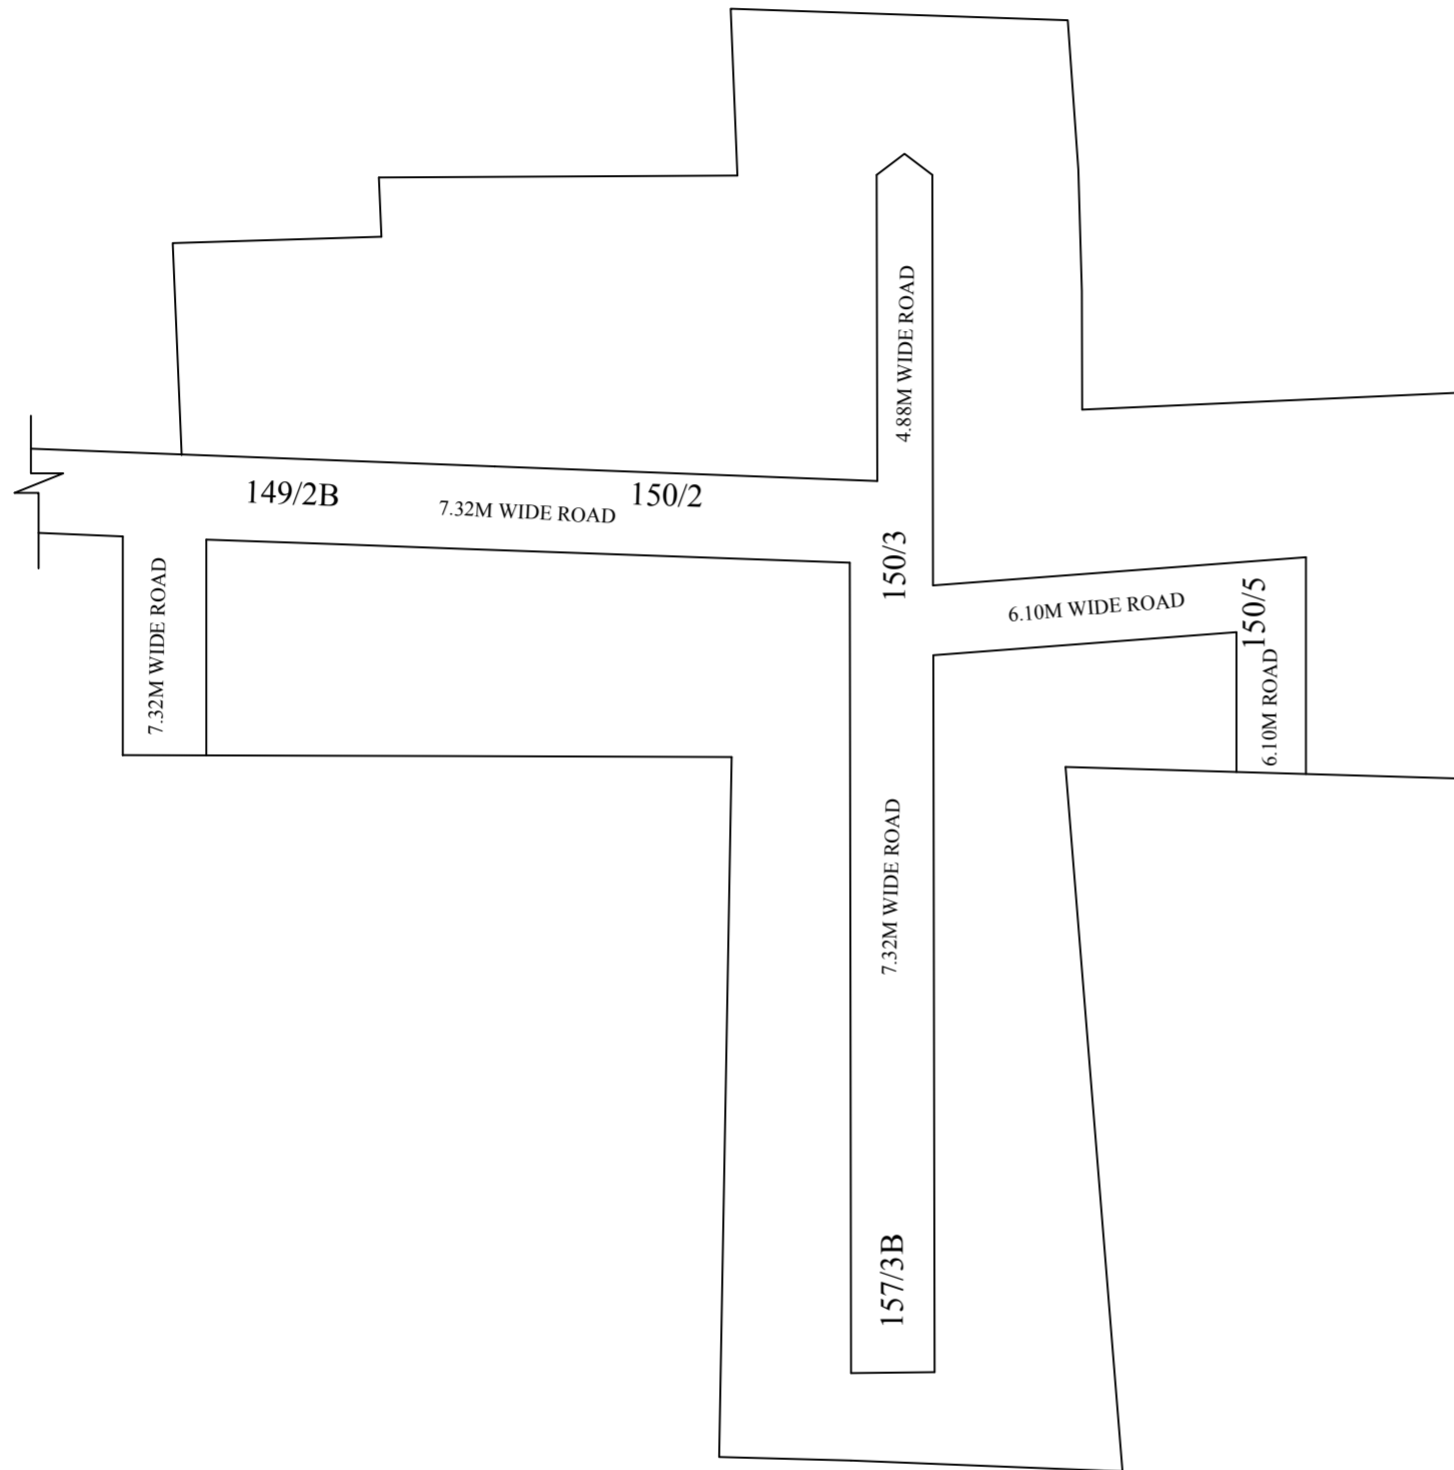 4.88M WIDE ROAD
149/2B
7.32M WIDE ROAD
150/2
150/3
7.32M WIDE ROAD
6.10M WIDE ROAD
150/5
6.10M ROAD
7.32M WIDE ROAD
157/3B